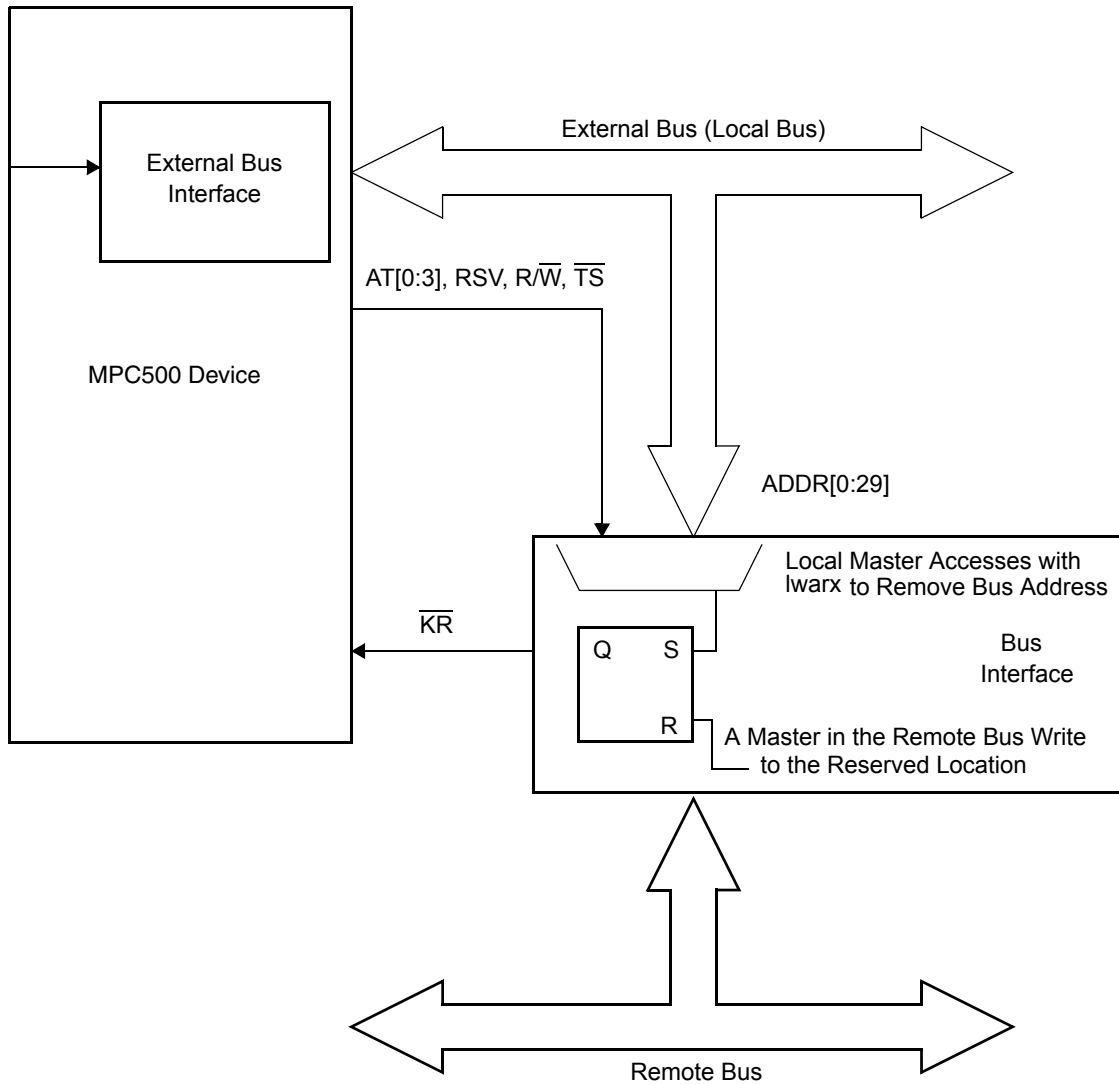 External Bus (Local Bus)
External Bus
Interface
AT[0:3], RSV, R/W̅, T̅S̅
MPC500 Device
ADDR[0:29]
Local Master Accesses with
lwarx to Remove Bus Address
K̅R̅
Q S
Bus
Interface
R
A Master in the Remote Bus Write
to the Reserved Location
Remote Bus